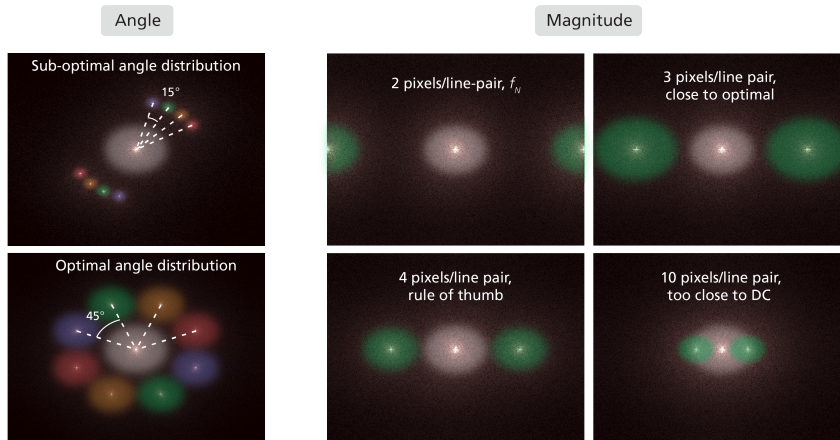 Angle
Magnitude
Sub-optimal angle distribution
15°
2 pixels/line-pair, f_N
3 pixels/line pair,
close to optimal
Optimal angle distribution
45°
4 pixels/line pair,
rule of thumb
10 pixels/line pair,
too close to DC